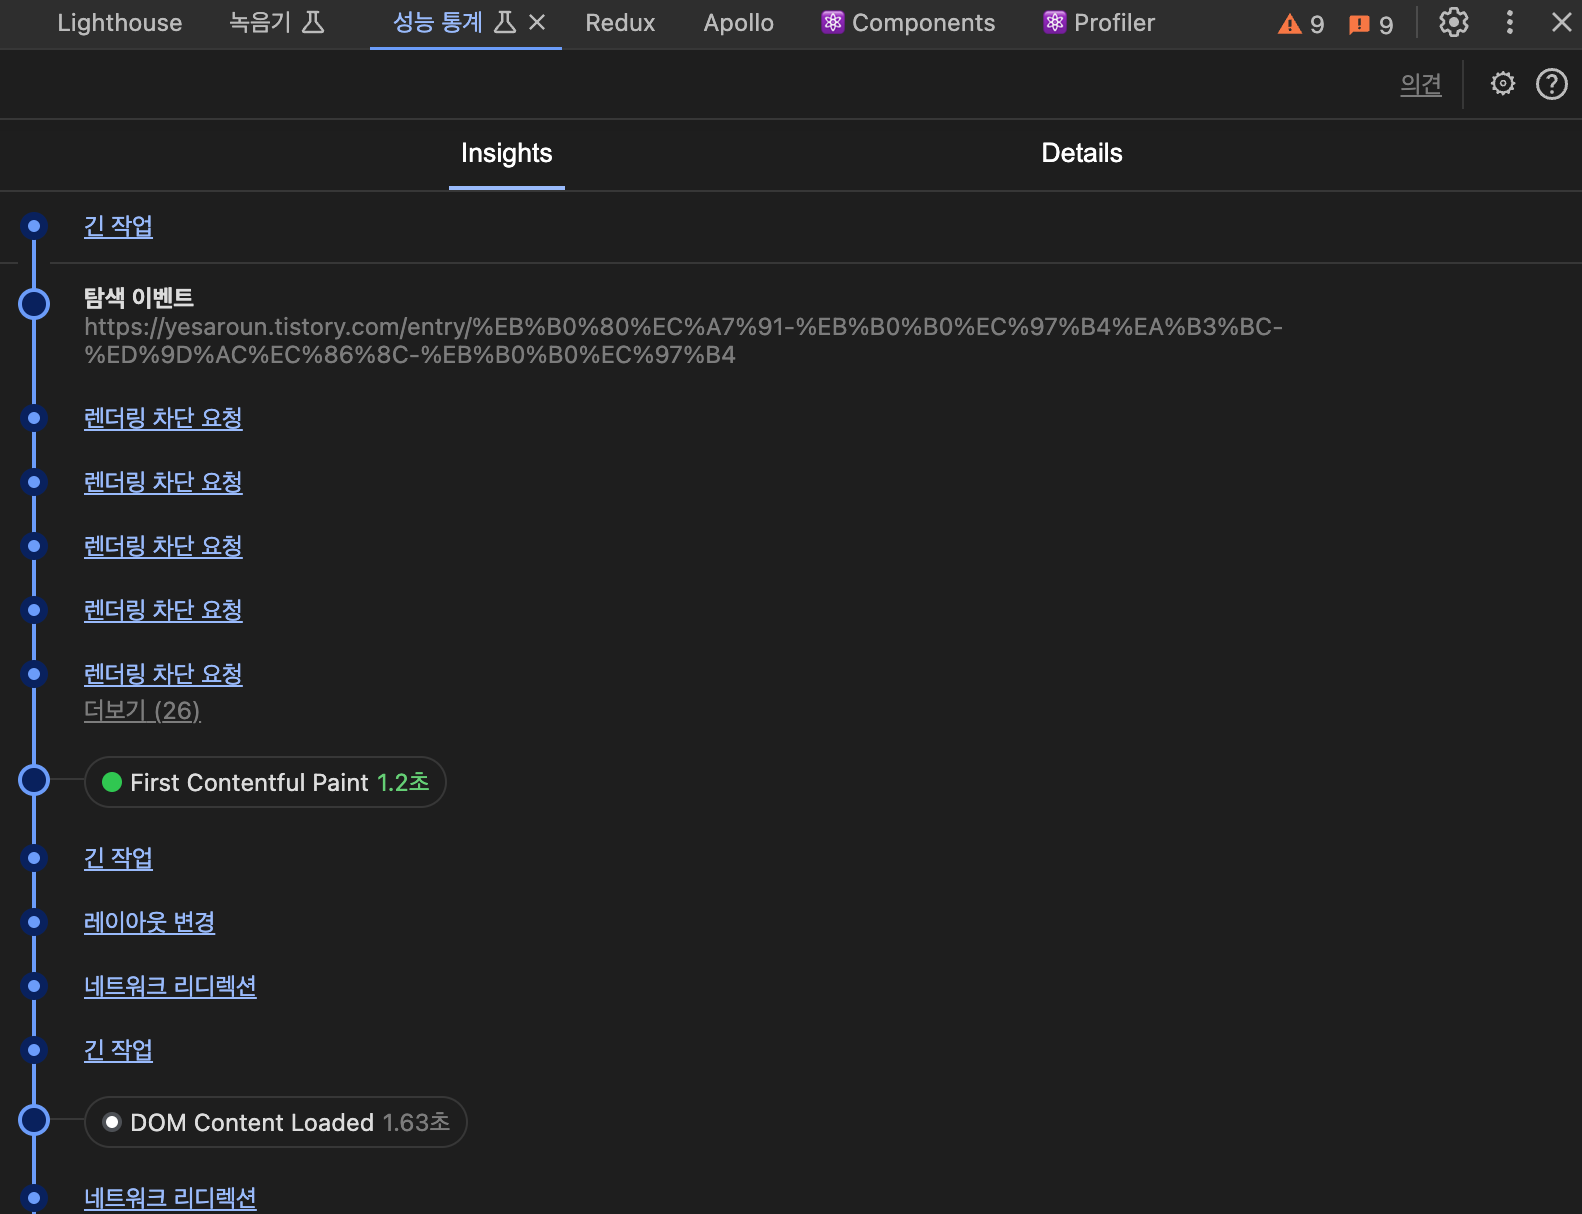 Lighthouse 녹음기 성능 통계 Redux Apollo Components Profiler 9 9
의견
Insights Details
긴 작업
탐색 이벤트
https://yesaroun.tistory.com/entry/%EB%B0%80%EC%A7%91-%EB%B0%B0%EC%97%B4%EA%B3%BC-
%ED%9D%AC%EC%86%8C-%EB%B0%B0%EC%97%B4
렌더링 차단 요청
렌더링 차단 요청
렌더링 차단 요청
렌더링 차단 요청
렌더링 차단 요청
더보기 (26)
First Contentful Paint 1.2초
긴 작업
레이아웃 변경
네트워크 리디렉션
긴 작업
DOM Content Loaded 1.63초
네트워크 리디렉션